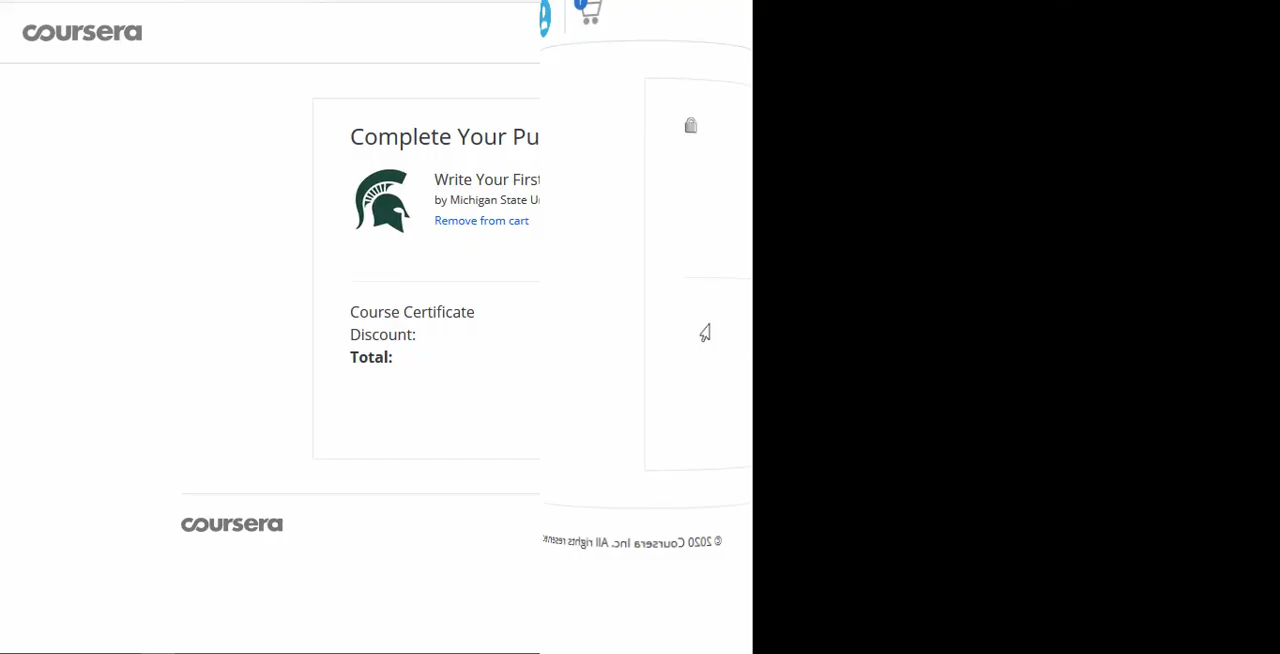 coursera
Complete Your Pu
Write Your First
by Michigan State U
Remove from cart
Course Certificate
Discount:
Total:
coursera
© 2020 Coursera Inc. All rights